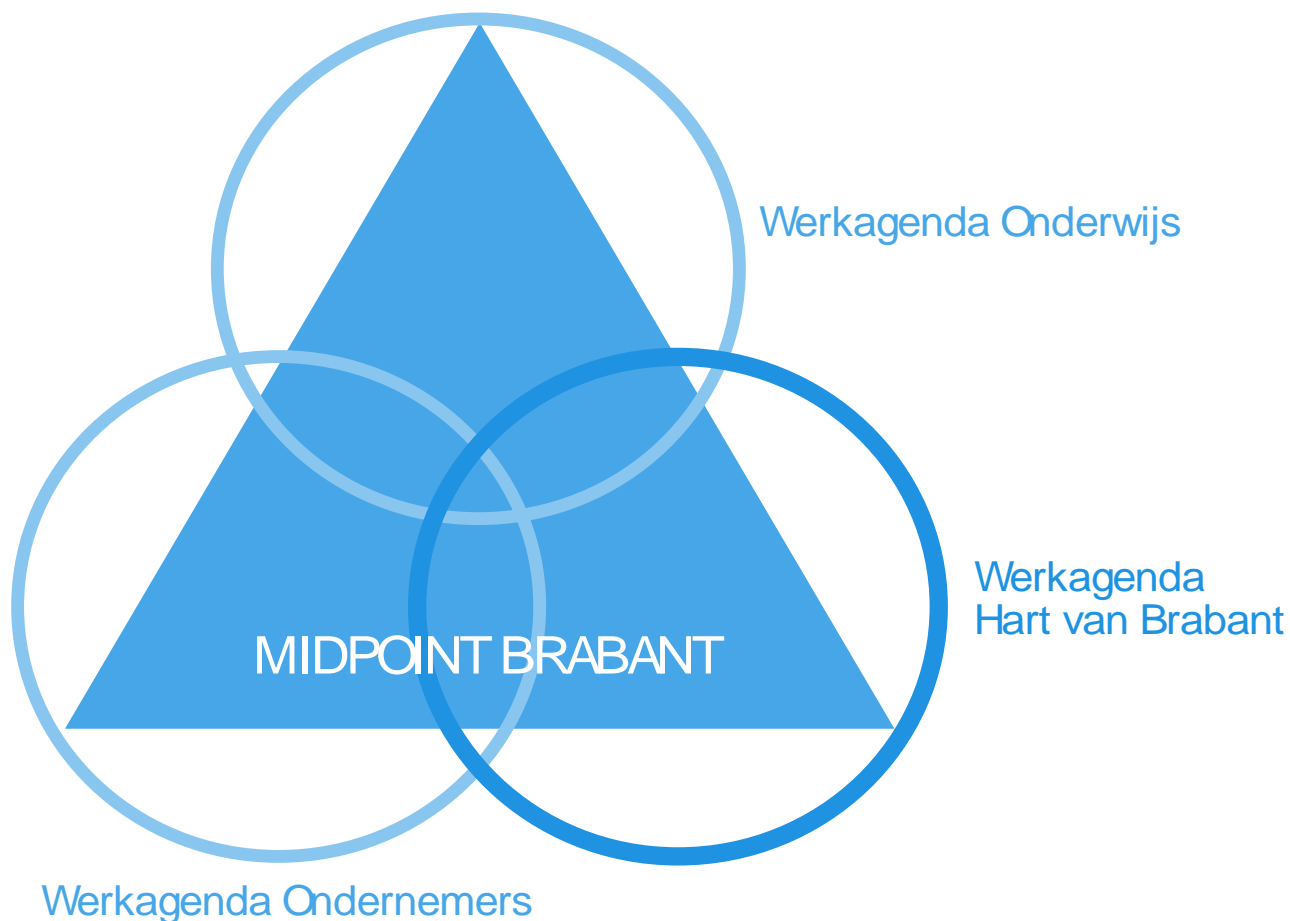 Werkagenda Onderwijs
Werkagenda
Hart van Brabant
MIDPOINT BRABANT
Werkagenda Ondernemers